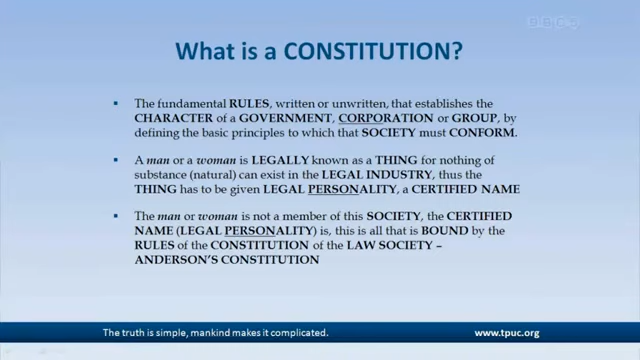 What is a CONSTITUTION?
The fundamental RULES, written or unwritten, that establishes the
CHARACTER of a GOVERNMENT, CORPORATION or GROUP, by
defining the basic principles to which that SOCIETY must CONFORM.
A man or a woman is LEGALLY known as a THING for nothing of
substance (natural) can exist in the LEGAL INDUSTRY, thus the
THING has to be given LEGAL PERSONALITY, a CERTIFIED NAME
The man or woman is not a member of this SOCIETY, the CERTIFIED
NAME (LEGAL PERSONALITY) is, this is all that is BOUND by the
RULES of the CONSTITUTION of the LAW SOCIETY –
ANDERSON'S CONSTITUTION
The truth is simple, mankind makes it complicated.
www.tpuc.org